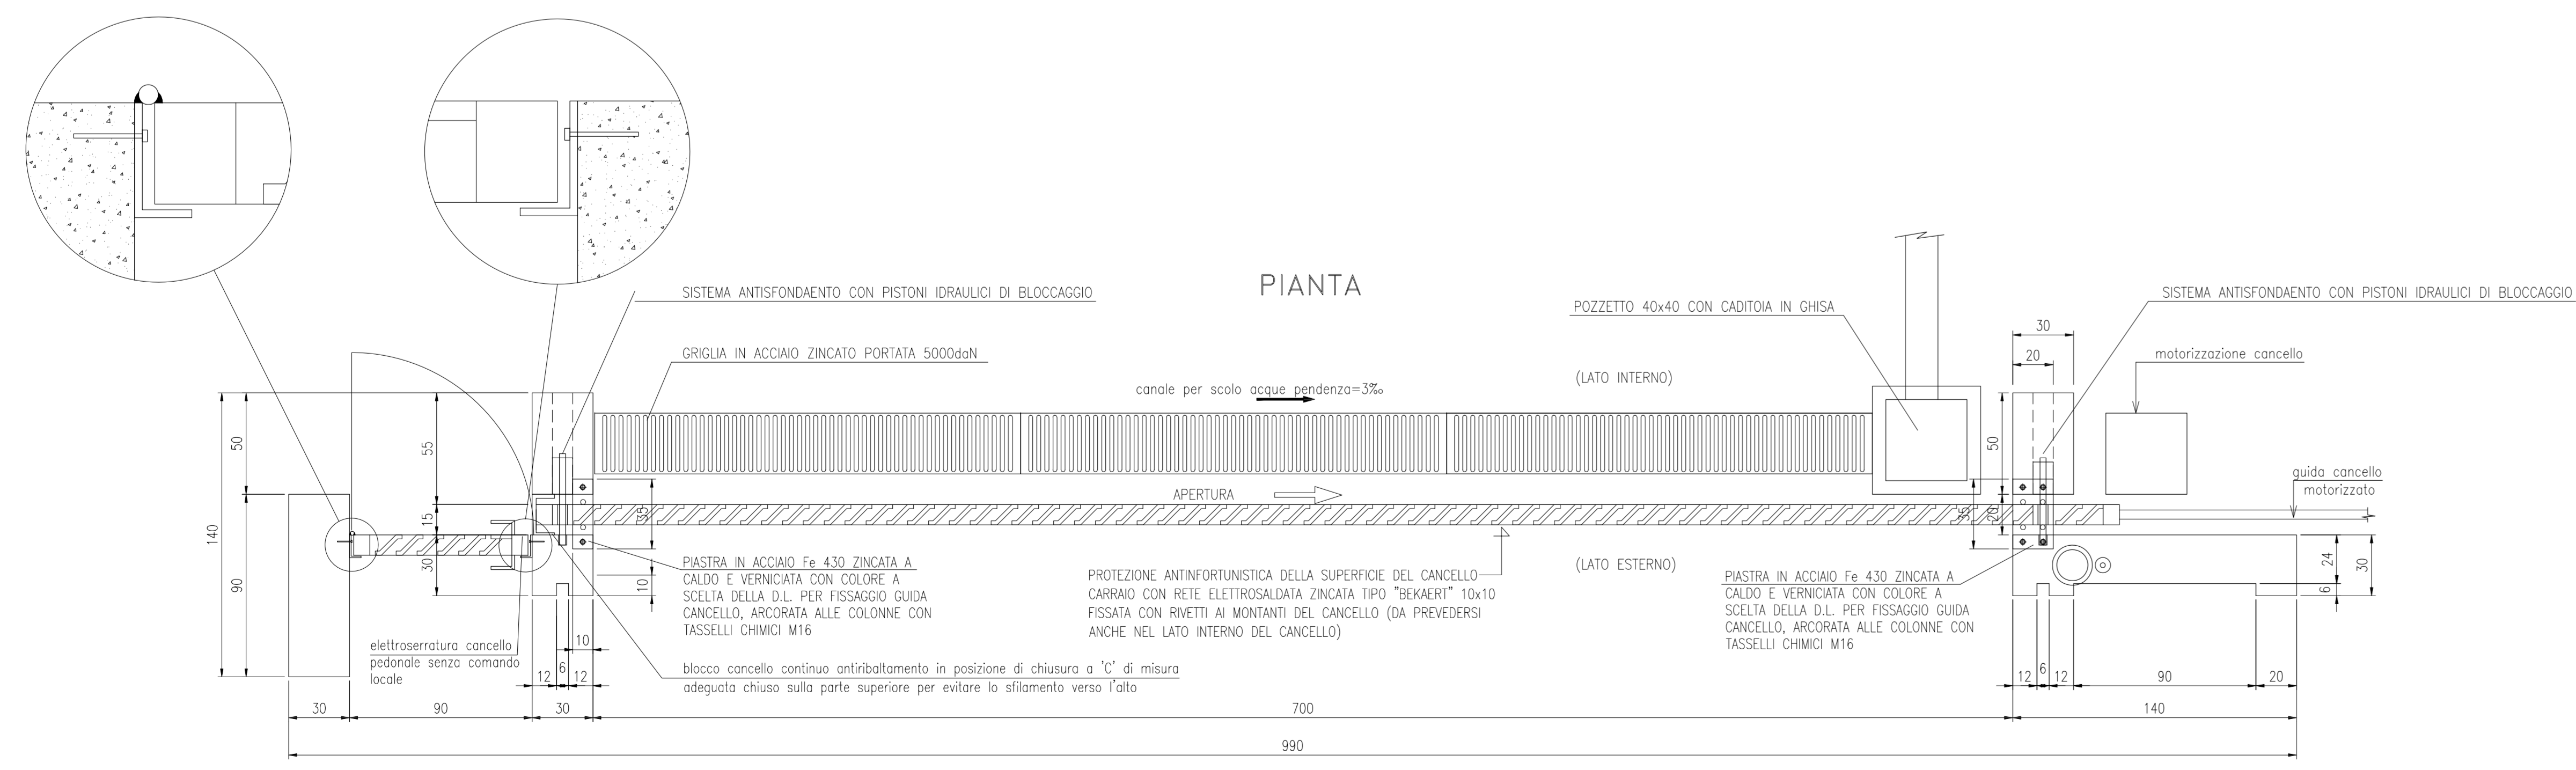 PIANTA
SISTEMA ANTISFONDAENTO CON PISTONI IDRAULICI DI BLOCCAGGIO
SISTEMA ANTISFONDAENTO CON PISTONI IDRAULICI DI BLOCCAGGIO
POZZETTO 40x40 CON CADITOIA IN GHISA
30
20
GRIGLIA IN ACCIAIO ZINCATO PORTATA 5000daN
motorizzazione cancello
(LATO INTERNO)
canale per scolo acque pendenza=3‰
50
55
50
140
90
15
30
35
10
APERTURA
35
20
guida cancello
motorizzato
24
30
6
PIASTRA IN ACCIAIO Fe 430 ZINCATA A
CALDO E VERNICIATA CON COLORE A
SCELTA DELLA D.L. PER FISSAGGIO GUIDA
CANCELLO, ARCORATA ALLE COLONNE CON
TASSELLI CHIMICI M16
PROTEZIONE ANTINFORTUNISTICA DELLA SUPERFICIE DEL CANCELLO
CARRAIO CON RETE ELETTROSALDATA ZINCATA TIPO "BEKAERT" 10x10
FISSATA CON RIVETTI AI MONTANTI DEL CANCELLO (DA PREVEDERSI
ANCHE NEL LATO INTERNO DEL CANCELLO)
(LATO ESTERNO)
PIASTRA IN ACCIAIO Fe 430 ZINCATA A
CALDO E VERNICIATA CON COLORE A
SCELTA DELLA D.L. PER FISSAGGIO GUIDA
CANCELLO, ARCORATA ALLE COLONNE CON
TASSELLI CHIMICI M16
elettroserratura cancello
pedonale senza comando
locale
10
12 6 12
blocco cancello continuo antiribaltamento in posizione di chiusura a 'C' di misura
adeguata chiuso sulla parte superiore per evitare lo sfilamento verso l'alto
12 6 12 90 20
30 90 30 700 140
990